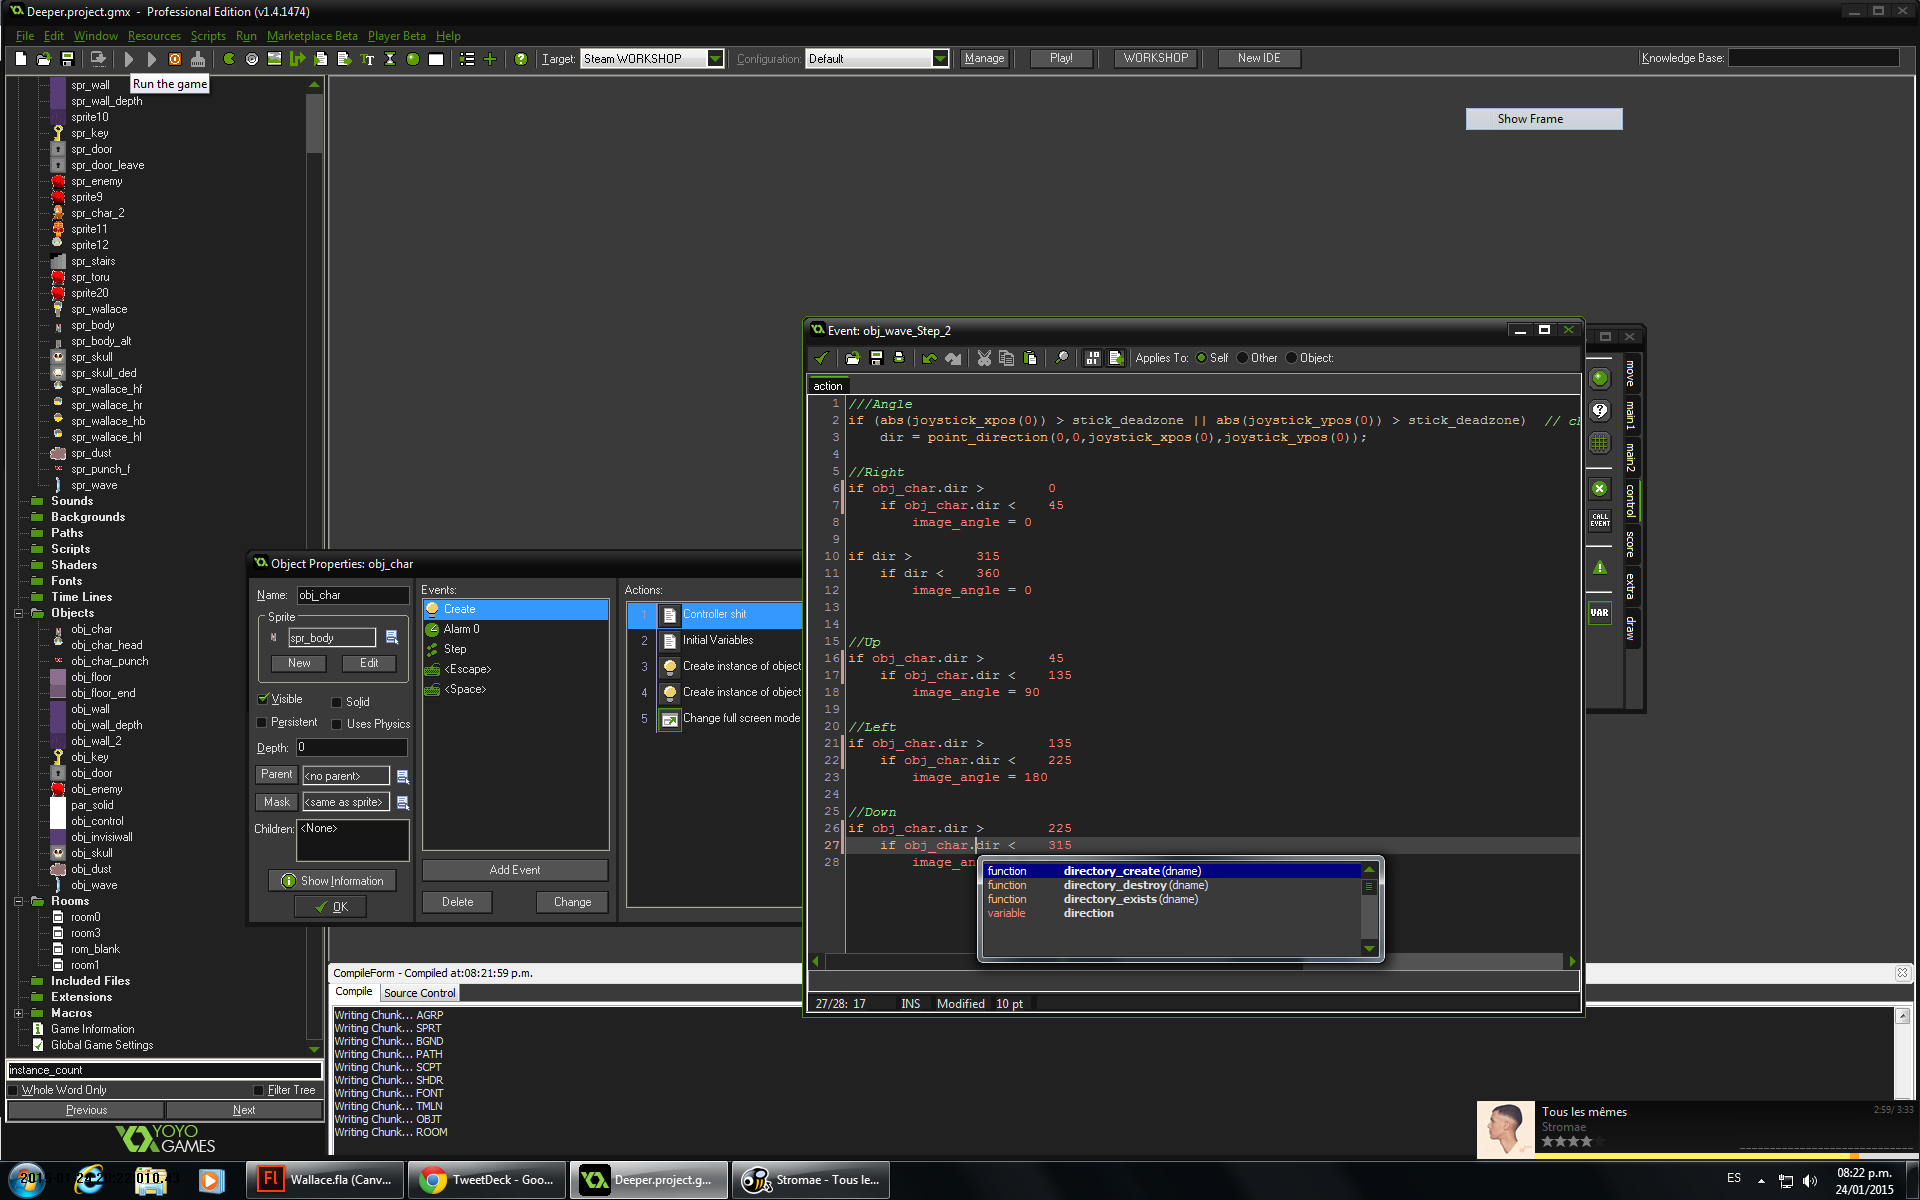 Deeper.project.gmx - Professional Edition (v1.4.1474)
File Edit Window Resources Scripts Run Marketplace Beta Player Beta Help
Target: Steam WORKSHOP Configuration: Default Manage Play! WORKSHOP New IDE Knowledge Base:
Run the game
Show Frame
spr_wall
spr_wall_depth
sprite10
spr_key
spr_door
spr_door_leave
spr_enemy
sprite9
spr_char_2
sprite11
sprite12
spr_stairs
spr_toru
sprite20
spr_wallace
spr_body
spr_body_alt
spr_skull
spr_skull_ded
spr_wallace_hf
spr_wallace_hr
spr_wallace_hb
spr_wallace_hl
spr_dust
spr_punch_f
spr_wave
Sounds
Backgrounds
Paths
Scripts
Shaders
Fonts
Time Lines
Objects
obj_char
obj_char_head
obj_char_punch
obj_floor
obj_floor_end
obj_wall
obj_wall_depth
obj_wall_2
obj_key
obj_door
obj_enemy
par_solid
obj_control
obj_invisiwall
obj_skull
obj_dust
obj_wave
Rooms
room0
room3
rom_blank
room1
Included Files
Extensions
Macros
Game Information
Global Game Settings
instance_count
Whole Word Only Filter Tree
Previous Next
YOYO
GAMES
Object Properties: obj_char
Name: obj_char
Sprite
spr_body
New Edit
Visible Solid
Persistent Uses Physics
Depth: 0
Parent <no parent>
Mask <same as sprite>
Children: <None>
Show Information
OK
Events:
Create
Alarm 0
Step
<Escape>
<Space>
Add Event
Delete Change
Actions:
1 Controller shit
2 Initial Variables
3 Create instance of object
4 Create instance of object
5 Change full screen mode
Event: obj_wave_Step_2
Applies To: Self Other Object:
action
1 ///Angle
2 if (abs(joystick_xpos(0)) > stick_deadzone || abs(joystick_ypos(0)) > stick_deadzone) // c
3 dir = point_direction(0,0,joystick_xpos(0),joystick_ypos(0));
4
5 //Right
6 if obj_char.dir > 0
7 if obj_char.dir < 45
8 image_angle = 0
9
10 if dir > 315
11 if dir < 360
12 image_angle = 0
13
14
15 //Up
16 if obj_char.dir > 45
17 if obj_char.dir < 135
18 image_angle = 90
19
20 //Left
21 if obj_char.dir > 135
22 if obj_char.dir < 225
23 image_angle = 180
24
25 //Down
26 if obj_char.dir > 225
27 if obj_char.dir < 315
28 image_an
function directory_create(dname)
function directory_destroy(dname)
function directory_exists(dname)
variable direction
27/28: 17 INS Modified 10 pt
move
main1
main2
control
score
extra
draw
CALL
EVENT
VAR
CompileForm - Compiled at:08:21:59 p.m.
Compile Source Control
Writing Chunk... AGRP
Writing Chunk... SPRT
Writing Chunk... BGND
Writing Chunk... PATH
Writing Chunk... SCPT
Writing Chunk... SHDR
Writing Chunk... FONT
Writing Chunk... TMLN
Writing Chunk... OBJT
Writing Chunk... ROOM
Tous les mêmes 2:59/ 3:33
Stromae
Wallace.fla (Canv...
TweetDeck - Goo...
Deeper.project.g...
Stromae - Tous le...
ES
08:22 p.m.
24/01/2015